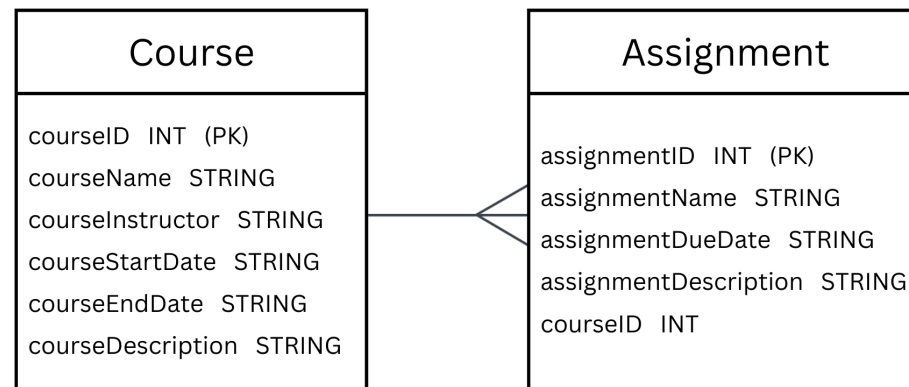 Course
courseID INT (PK)
courseName STRING
courseInstructor STRING
courseStartDate STRING
courseEndDate STRING
courseDescription STRING
Assignment
assignmentID INT (PK)
assignmentName STRING
assignmentDueDate STRING
assignmentDescription STRING
courseID INT